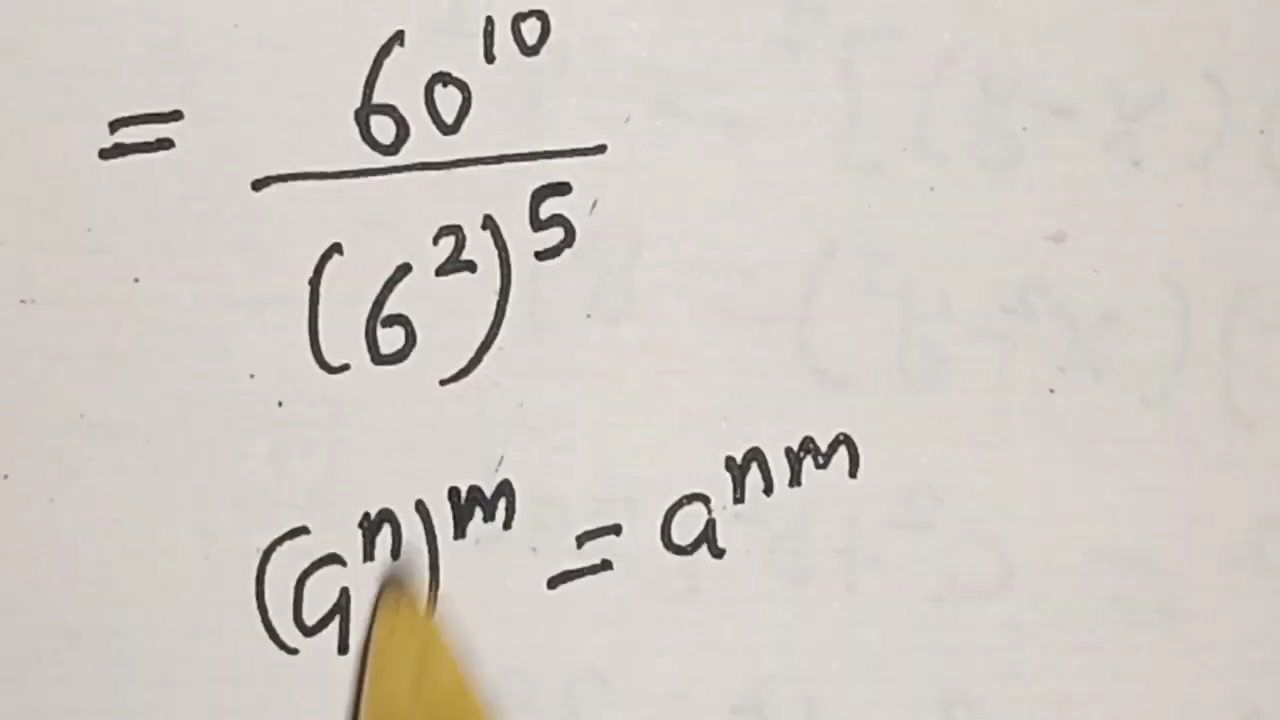 = 60^10 / (6^2)^5
(a^n)^m = a^nm